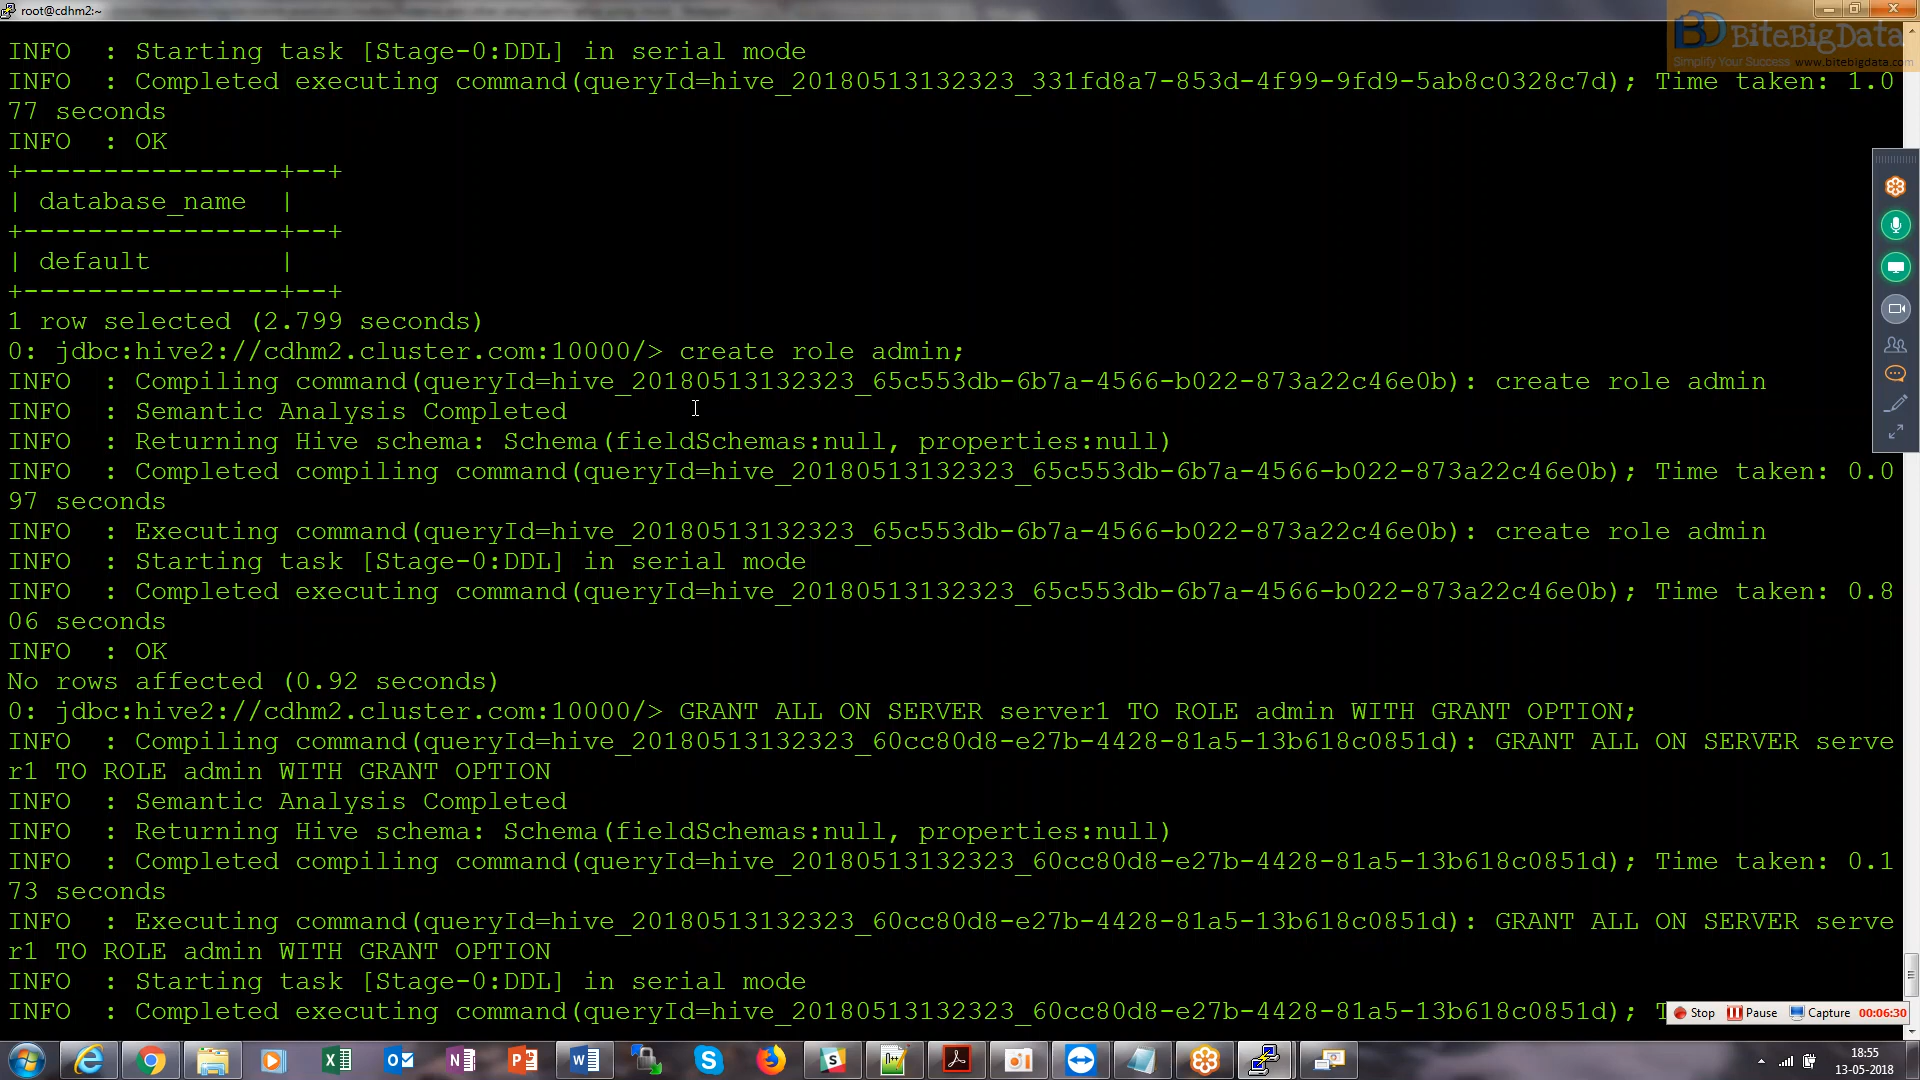 root@cdhm2:~
BiteBigData
Simplify Your Success www.bitebigdata.com
INFO  : Starting task [Stage-0:DDL] in serial mode
INFO  : Completed executing command(queryId=hive_20180513132323_331fd8a7-853d-4f99-9fd9-5ab8c0328c7d); Time taken: 1.0
77 seconds
INFO  : OK
+-----------------+--+
|  database_name  |
+-----------------+--+
|  default        |
+-----------------+--+
1 row selected (2.799 seconds)
0: jdbc:hive2://cdhm2.cluster.com:10000/> create role admin;
INFO  : Compiling command(queryId=hive_20180513132323_65c553db-6b7a-4566-b022-873a22c46e0b): create role admin
INFO  : Semantic Analysis Completed
INFO  : Returning Hive schema: Schema(fieldSchemas:null, properties:null)
INFO  : Completed compiling command(queryId=hive_20180513132323_65c553db-6b7a-4566-b022-873a22c46e0b); Time taken: 0.0
97 seconds
INFO  : Executing command(queryId=hive_20180513132323_65c553db-6b7a-4566-b022-873a22c46e0b): create role admin
INFO  : Starting task [Stage-0:DDL] in serial mode
INFO  : Completed executing command(queryId=hive_20180513132323_65c553db-6b7a-4566-b022-873a22c46e0b); Time taken: 0.8
06 seconds
INFO  : OK
No rows affected (0.92 seconds)
0: jdbc:hive2://cdhm2.cluster.com:10000/> GRANT ALL ON SERVER server1 TO ROLE admin WITH GRANT OPTION;
INFO  : Compiling command(queryId=hive_20180513132323_60cc80d8-e27b-4428-81a5-13b618c0851d): GRANT ALL ON SERVER serve
r1 TO ROLE admin WITH GRANT OPTION
INFO  : Semantic Analysis Completed
INFO  : Returning Hive schema: Schema(fieldSchemas:null, properties:null)
INFO  : Completed compiling command(queryId=hive_20180513132323_60cc80d8-e27b-4428-81a5-13b618c0851d); Time taken: 0.1
73 seconds
INFO  : Executing command(queryId=hive_20180513132323_60cc80d8-e27b-4428-81a5-13b618c0851d): GRANT ALL ON SERVER serve
r1 TO ROLE admin WITH GRANT OPTION
INFO  : Starting task [Stage-0:DDL] in serial mode
INFO  : Completed executing command(queryId=hive_20180513132323_60cc80d8-e27b-4428-81a5-13b618c0851d);
Stop Pause Capture 00:06:30
18:55
13-05-2018